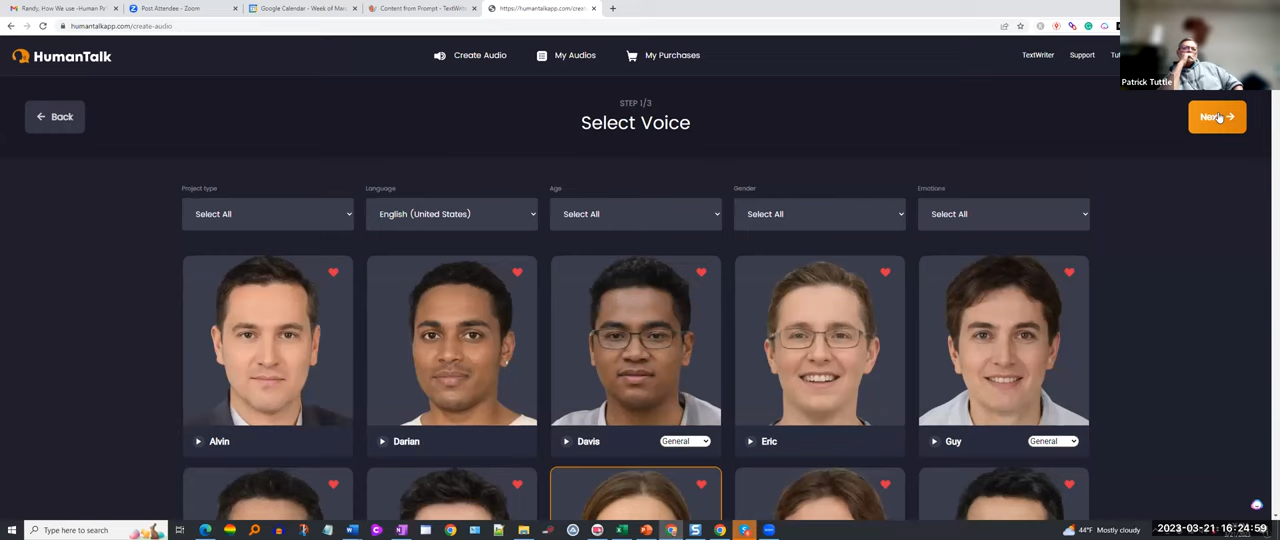 Randy, How We use -Human Pa
Post Attendee - Zoom
Google Calendar - Week of Mar
Content from Prompt - TextWrite
https://humantalkapp.com/crea
humantalkapp.com/create-audio
HumanTalk
Create Audio
My Audios
My Purchases
TextWriter
Support
Tut
Patrick Tuttle
Back
STEP 1/3
Select Voice
Next
Project type
Language
Age
Gender
Emotions
Select All
English (United States)
Select All
Select All
Select All
Alvin
Darian
Davis
General
Eric
Guy
General
Type here to search
44°F Mostly cloudy
2023-03-21 16:24:59